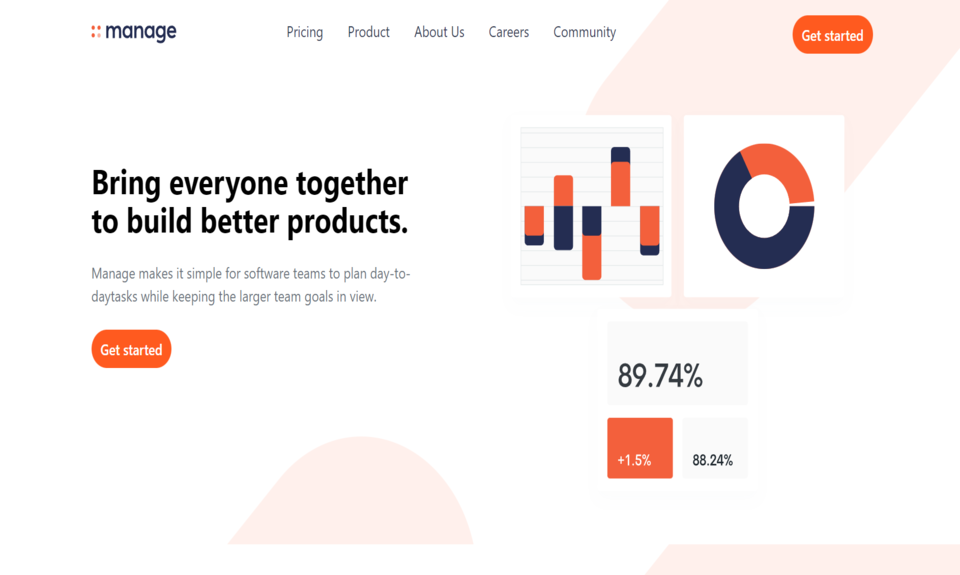 manage
Pricing
Product
About Us
Careers
Community
Get started
Bring everyone together
to build better products.
Manage makes it simple for software teams to plan day-to-
daytasks while keeping the larger team goals in view.
Get started
89.74%
+1.5%
88.24%